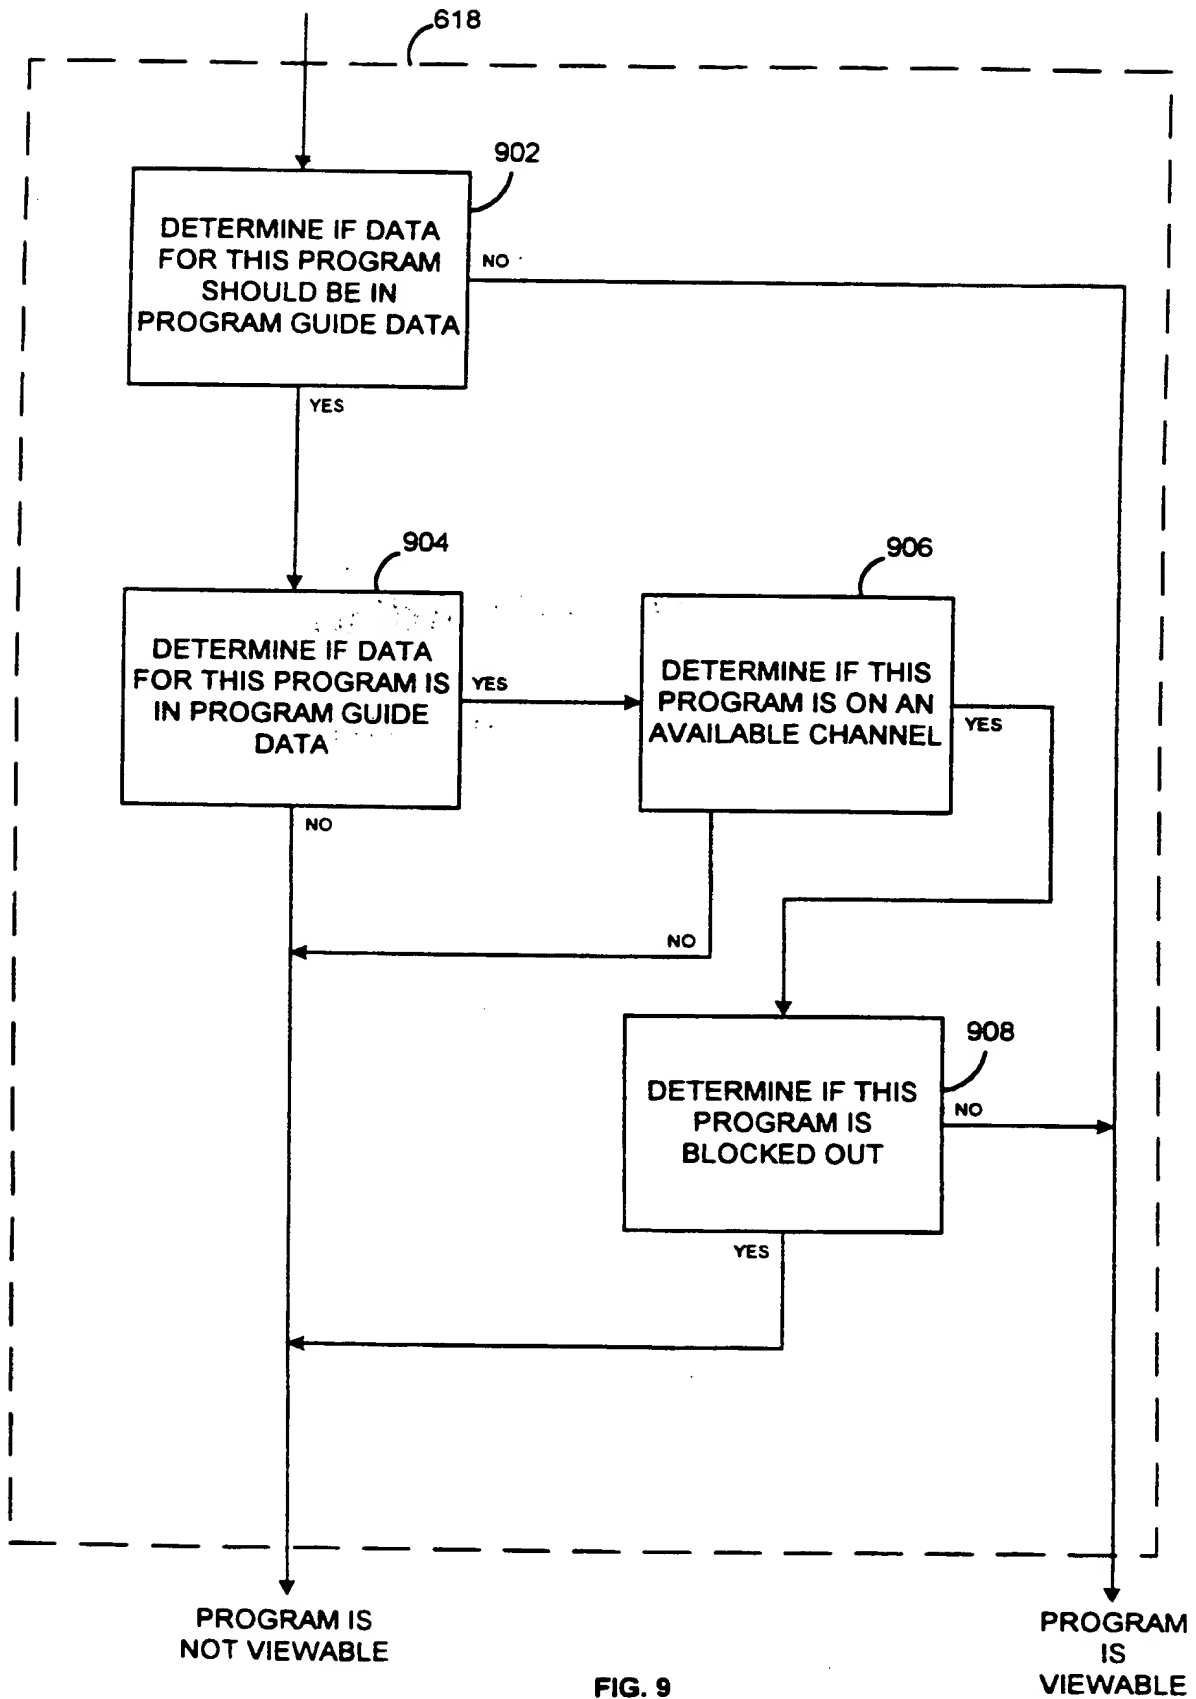 618
902
DETERMINE IF DATA
FOR THIS PROGRAM
SHOULD BE IN
PROGRAM GUIDE DATA
NO
YES
904
906
DETERMINE IF DATA
FOR THIS PROGRAM IS
IN PROGRAM GUIDE
DATA
YES
DETERMINE IF THIS
PROGRAM IS ON AN
AVAILABLE CHANNEL
YES
NO
NO
908
DETERMINE IF THIS
PROGRAM IS
BLOCKED OUT
NO
YES
PROGRAM IS
NOT VIEWABLE
PROGRAM
IS
VIEWABLE
FIG. 9